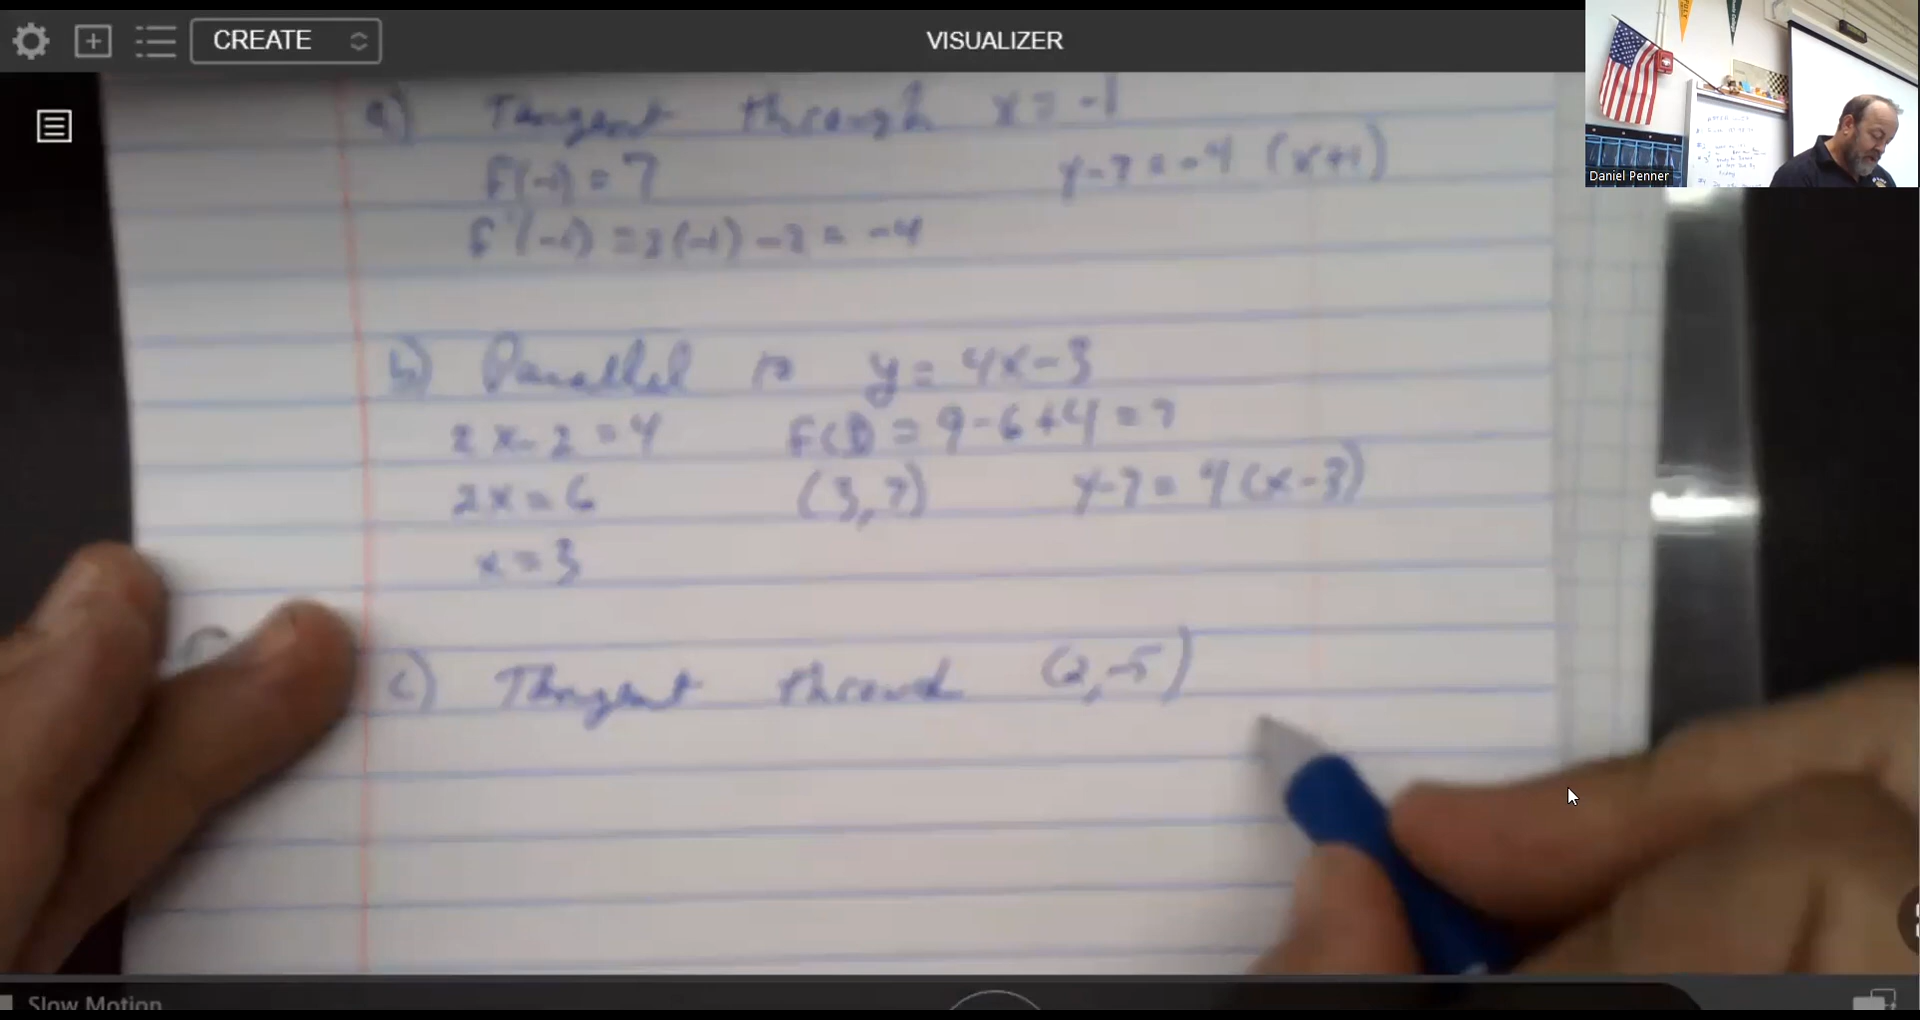 CREATE
VISUALIZER
Daniel Penner
a) Tangent through x = -1
f(-1) = 7
y-7 = -4 (x+1)
f'(-1) = 2(-1) - 2 = -4
b) Parallel to y = 4x-3
2x-2 = 4
f(3) = 9-6+4 = 7
2x = 6
(3,7)
y-7 = 4(x-3)
x = 3
c) Tangent through (2,-5)
Slow Motion